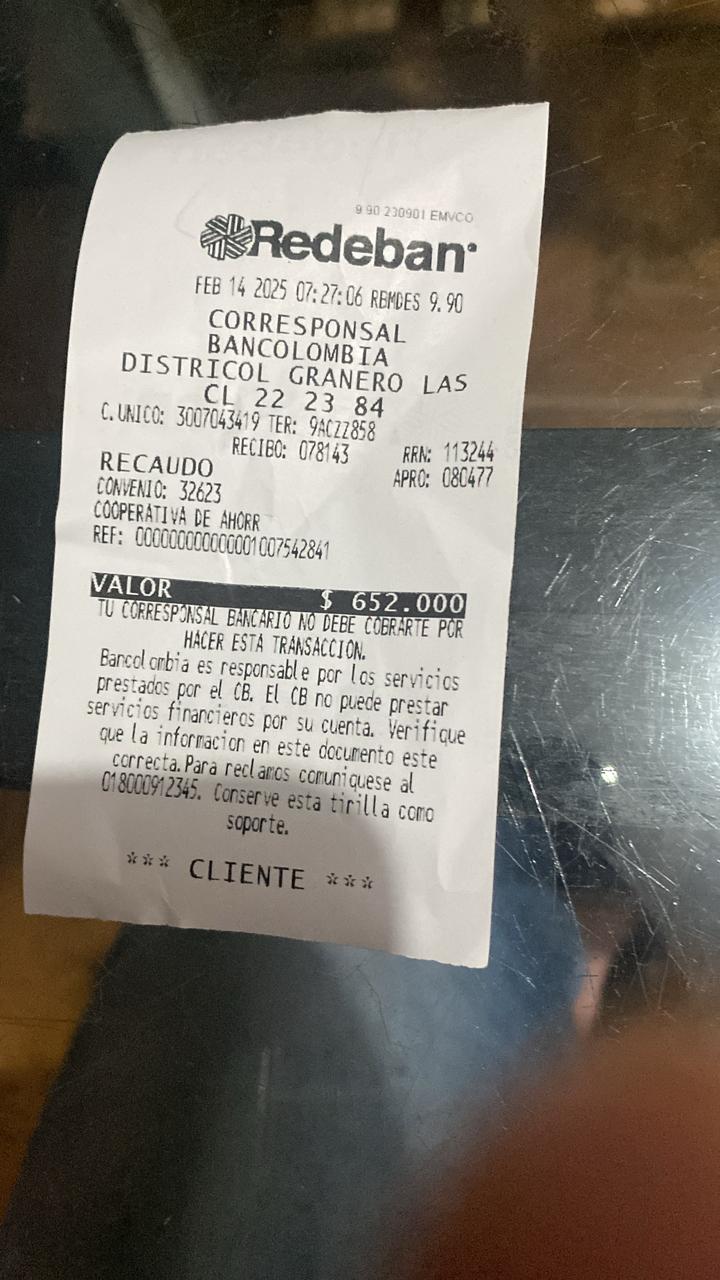 9 90 230901 EMVCO
Redeban
FEB 14 2025 07:27:06 RBMDES 9.90
CORRESPONSAL
BANCOLOMBIA
DISTRICOL GRANERO LAS
CL 22 23 84
C.UNICO: 3007043419 TER: 9ACZZ858
RECIBO: 078143 RRN: 113244
RECAUDO APRO: 080477
CONVENIO: 32623
COOPERATIVA DE AHORR
REF: 00000000000001007542841
VALOR $ 652.000
TU CORRESPONSAL BANCARIO NO DEBE COBRARTE POR
HACER ESTA TRANSACCION.
Bancolombia es responsable por los servicios
prestados por el CB. El CB no puede prestar
servicios financieros por su cuenta. Verifique
que la informacion en este documento este
correcta.Para reclamos comuniquese al
018000912345. Conserve esta tirilla como
soporte.
*** CLIENTE ***